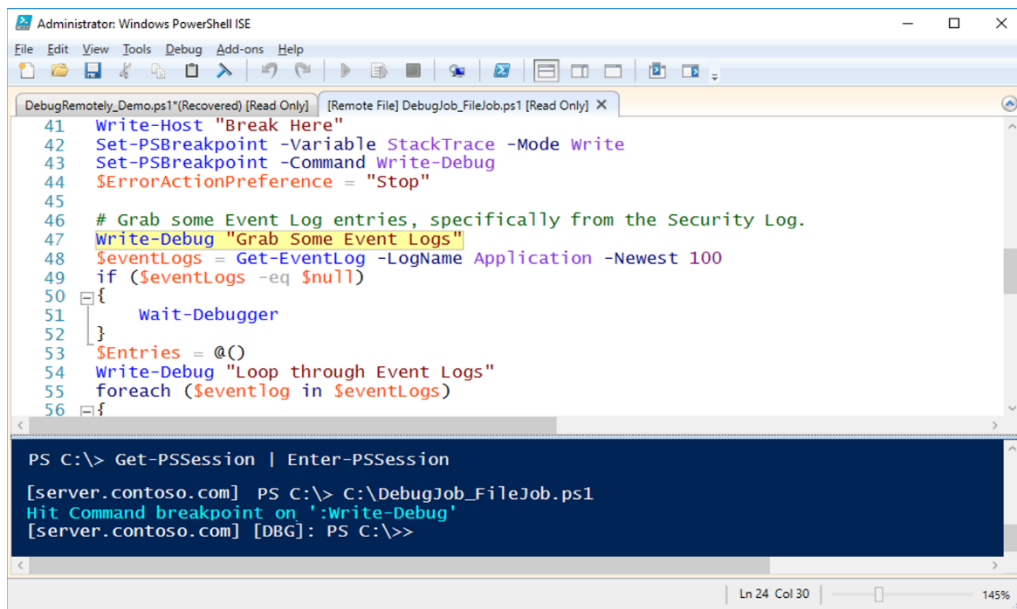 Administrator: Windows PowerShell ISE
File Edit View Tools Debug Add-ons Help
DebugRemotely_Demo.ps1*(Recovered) [Read Only] [Remote File] DebugJob_FileJob.ps1 [Read Only]
41 Write-Host "Break Here"
42 Set-PSBreakpoint -Variable StackTrace -Mode Write
43 Set-PSBreakpoint -Command Write-Debug
44 $ErrorActionPreference = "Stop"
45
46 # Grab some Event Log entries, specifically from the Security Log.
47 Write-Debug "Grab Some Event Logs"
48 $eventLogs = Get-EventLog -LogName Application -Newest 100
49 if ($eventLogs -eq $null)
50 {
51 Wait-Debugger
52 }
53 $Entries = @()
54 Write-Debug "Loop through Event Logs"
55 foreach ($eventlog in $eventLogs)
56 {
PS C:\> Get-PSSession | Enter-PSSession
[server.contoso.com] PS C:\> C:\DebugJob_FileJob.ps1
Hit Command breakpoint on ':Write-Debug'
[server.contoso.com] [DBG]: PS C:\>>
Ln 24 Col 30 145%